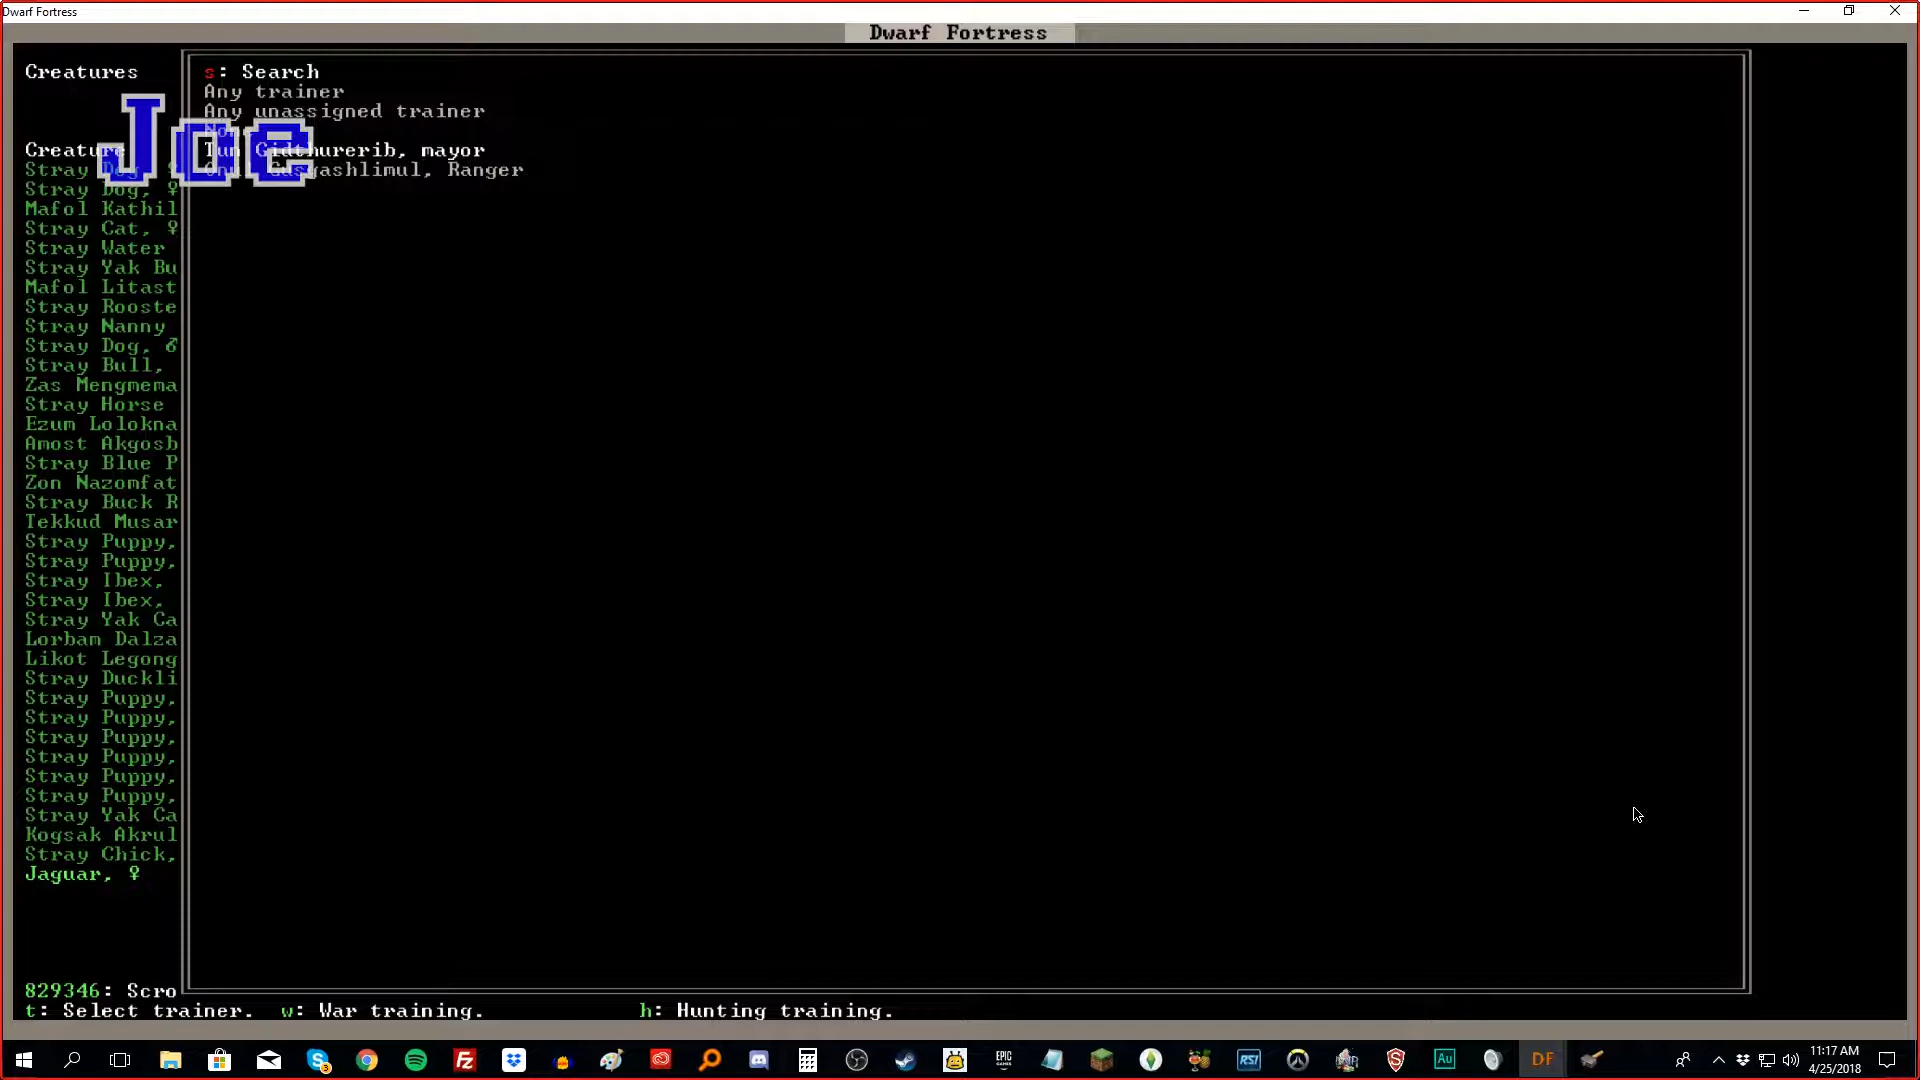 Dwarf Fortress
Dwarf Fortress
Creatures
s: Search
Any trainer
Any unassigned trainer
Joe
Creature
Tun Gidthurerib, mayor
Stray Dog, ♀
ashlimul, Ranger
Stray Dog, ♀
Mafol Kathil
Stray Cat, ♀
Stray Water
Stray Yak Bu
Mafol Litast
Stray Rooste
Stray Nanny
Stray Dog, ♂
Stray Bull,
Zas Mengmema
Stray Horse
Ezum Lolokna
Amost Akgosb
Stray Blue P
Zon Nazomfat
Stray Buck R
Tekkud Musar
Stray Puppy,
Stray Puppy,
Stray Ibex,
Stray Ibex,
Stray Yak Ca
Lorbam Dalza
Likot Legong
Stray Duckli
Stray Puppy,
Stray Puppy,
Stray Puppy,
Stray Puppy,
Stray Puppy,
Stray Puppy,
Stray Yak Ca
Kogsak Akrul
Stray Chick,
Jaguar, ♀
829346: Scro
t: Select trainer. w: War training. h: Hunting training.
11:17 AM
4/25/2018